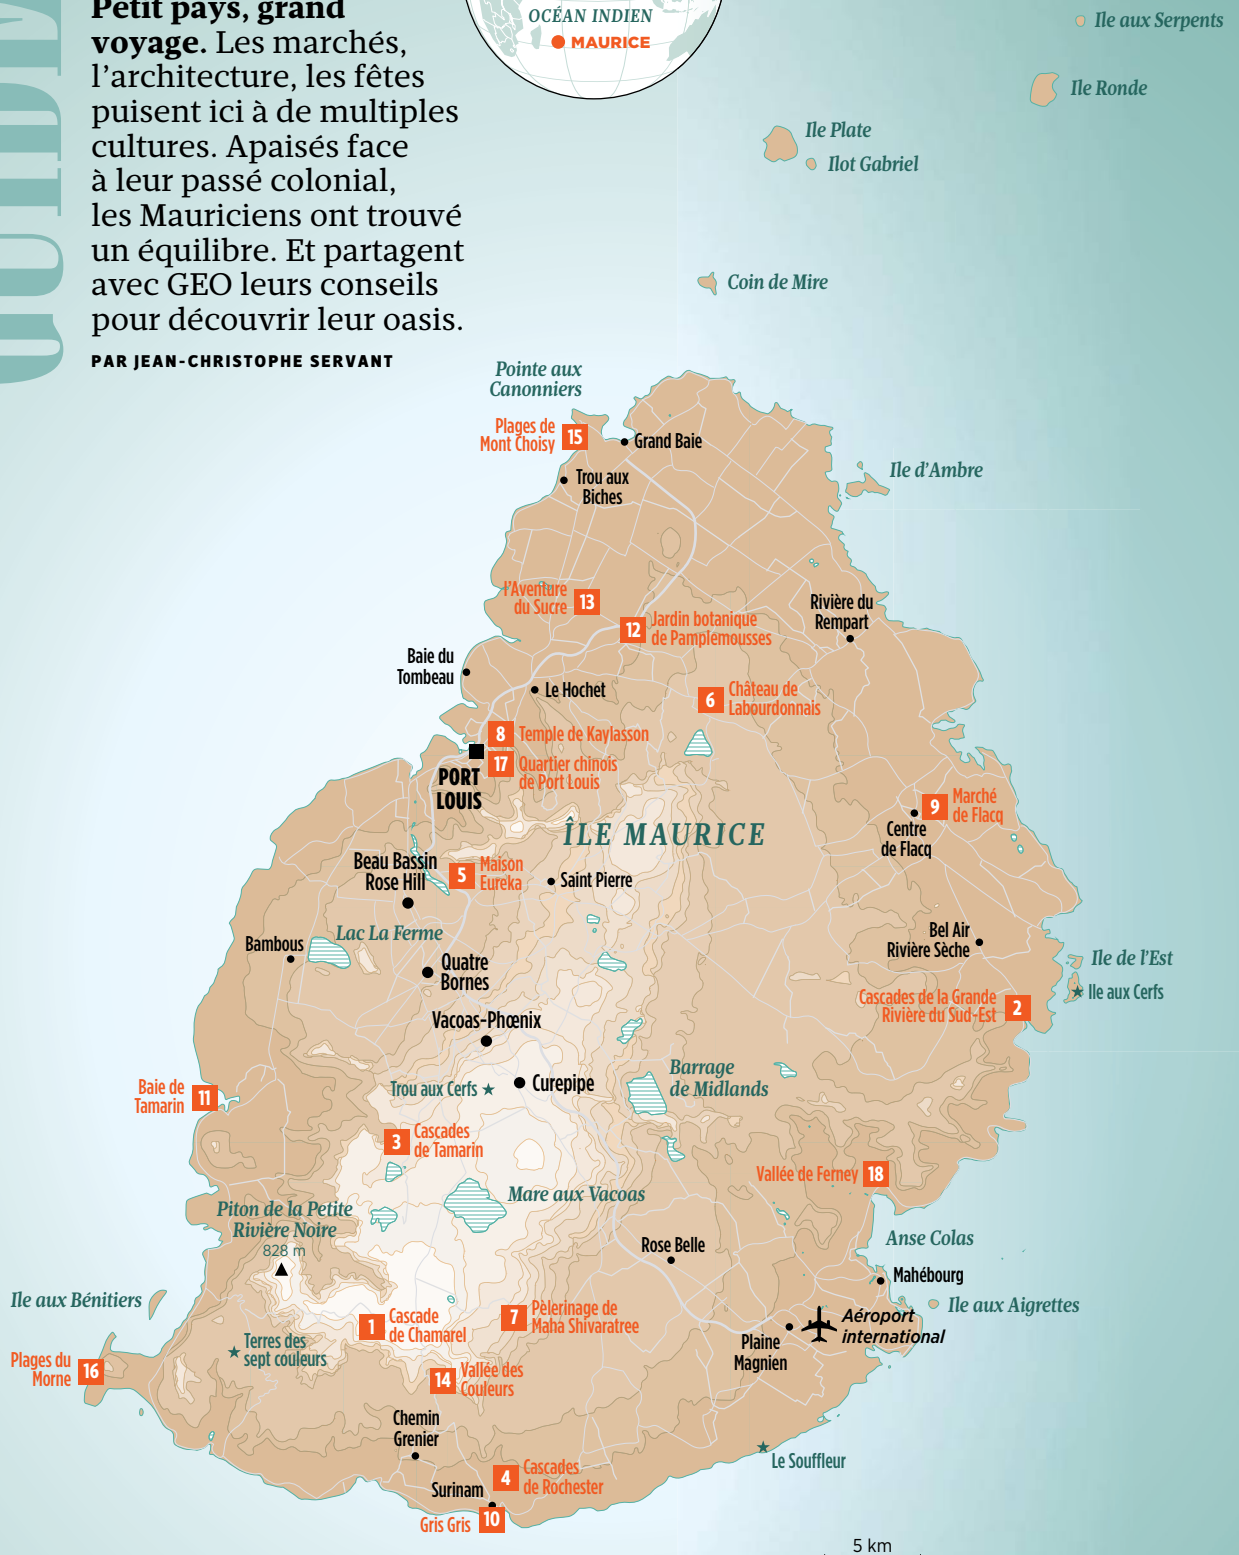 Petit pays, grand
voyage. Les marchés,
l’architecture, les fêtes
puisent ici à de multiples
cultures. Apaisés face
à leur passé colonial,
les Mauriciens ont trouvé
un équilibre. Et partagent
avec GEO leurs conseils
pour découvrir leur oasis.
PAR JEAN-CHRISTOPHE SERVANT
OCÉAN INDIEN
MAURICE
Ile aux Serpents
Ile Ronde
Ile Plate
Ilot Gabriel
Coin de Mire
Pointe aux
Canonniers
Plages de
Mont Choisy
15
Grand Baie
Trou aux
Biches
Ile d’Ambre
l’Aventure
du Sucre
13
12
Jardin botanique
de Pamplemousses
Rivière du
Rempart
Baie du
Tombeau
Le Hochet
6
Château de
Labourdonnais
8
Temple de Kaylasson
17
Quartier chinois
de Port Louis
PORT
LOUIS
9
Marché
de Flacq
Centre
de Flacq
ÎLE MAURICE
Beau Bassin
Rose Hill
5
Maison
Eureka
Saint Pierre
Lac La Ferme
Bambous
Quatre
Bornes
Bel Air
Rivière Sèche
Ile de l’Est
Ile aux Cerfs
Cascades de la Grande
Rivière du Sud-Est
2
Vacoas-Phœnix
Trou aux Cerfs
Curepipe
Barrage
de Midlands
Baie de
Tamarin
11
3
Cascades
de Tamarin
Vallée de Ferney
18
Mare aux Vacoas
Piton de la Petite
Rivière Noire
828 m
Rose Belle
Anse Colas
Mahébourg
Ile aux Bénitiers
Ile aux Aigrettes
1
Cascade
de Chamarel
7
Pèlerinage de
Maha Shivaratree
Aéroport
international
Plaine
Magnien
Terres des
sept couleurs
Plages du
Morne
16
14
Vallée des
Couleurs
Chemin
Grenier
Le Souffleur
4
Cascades
de Rochester
Surinam
Gris Gris
10
5 km